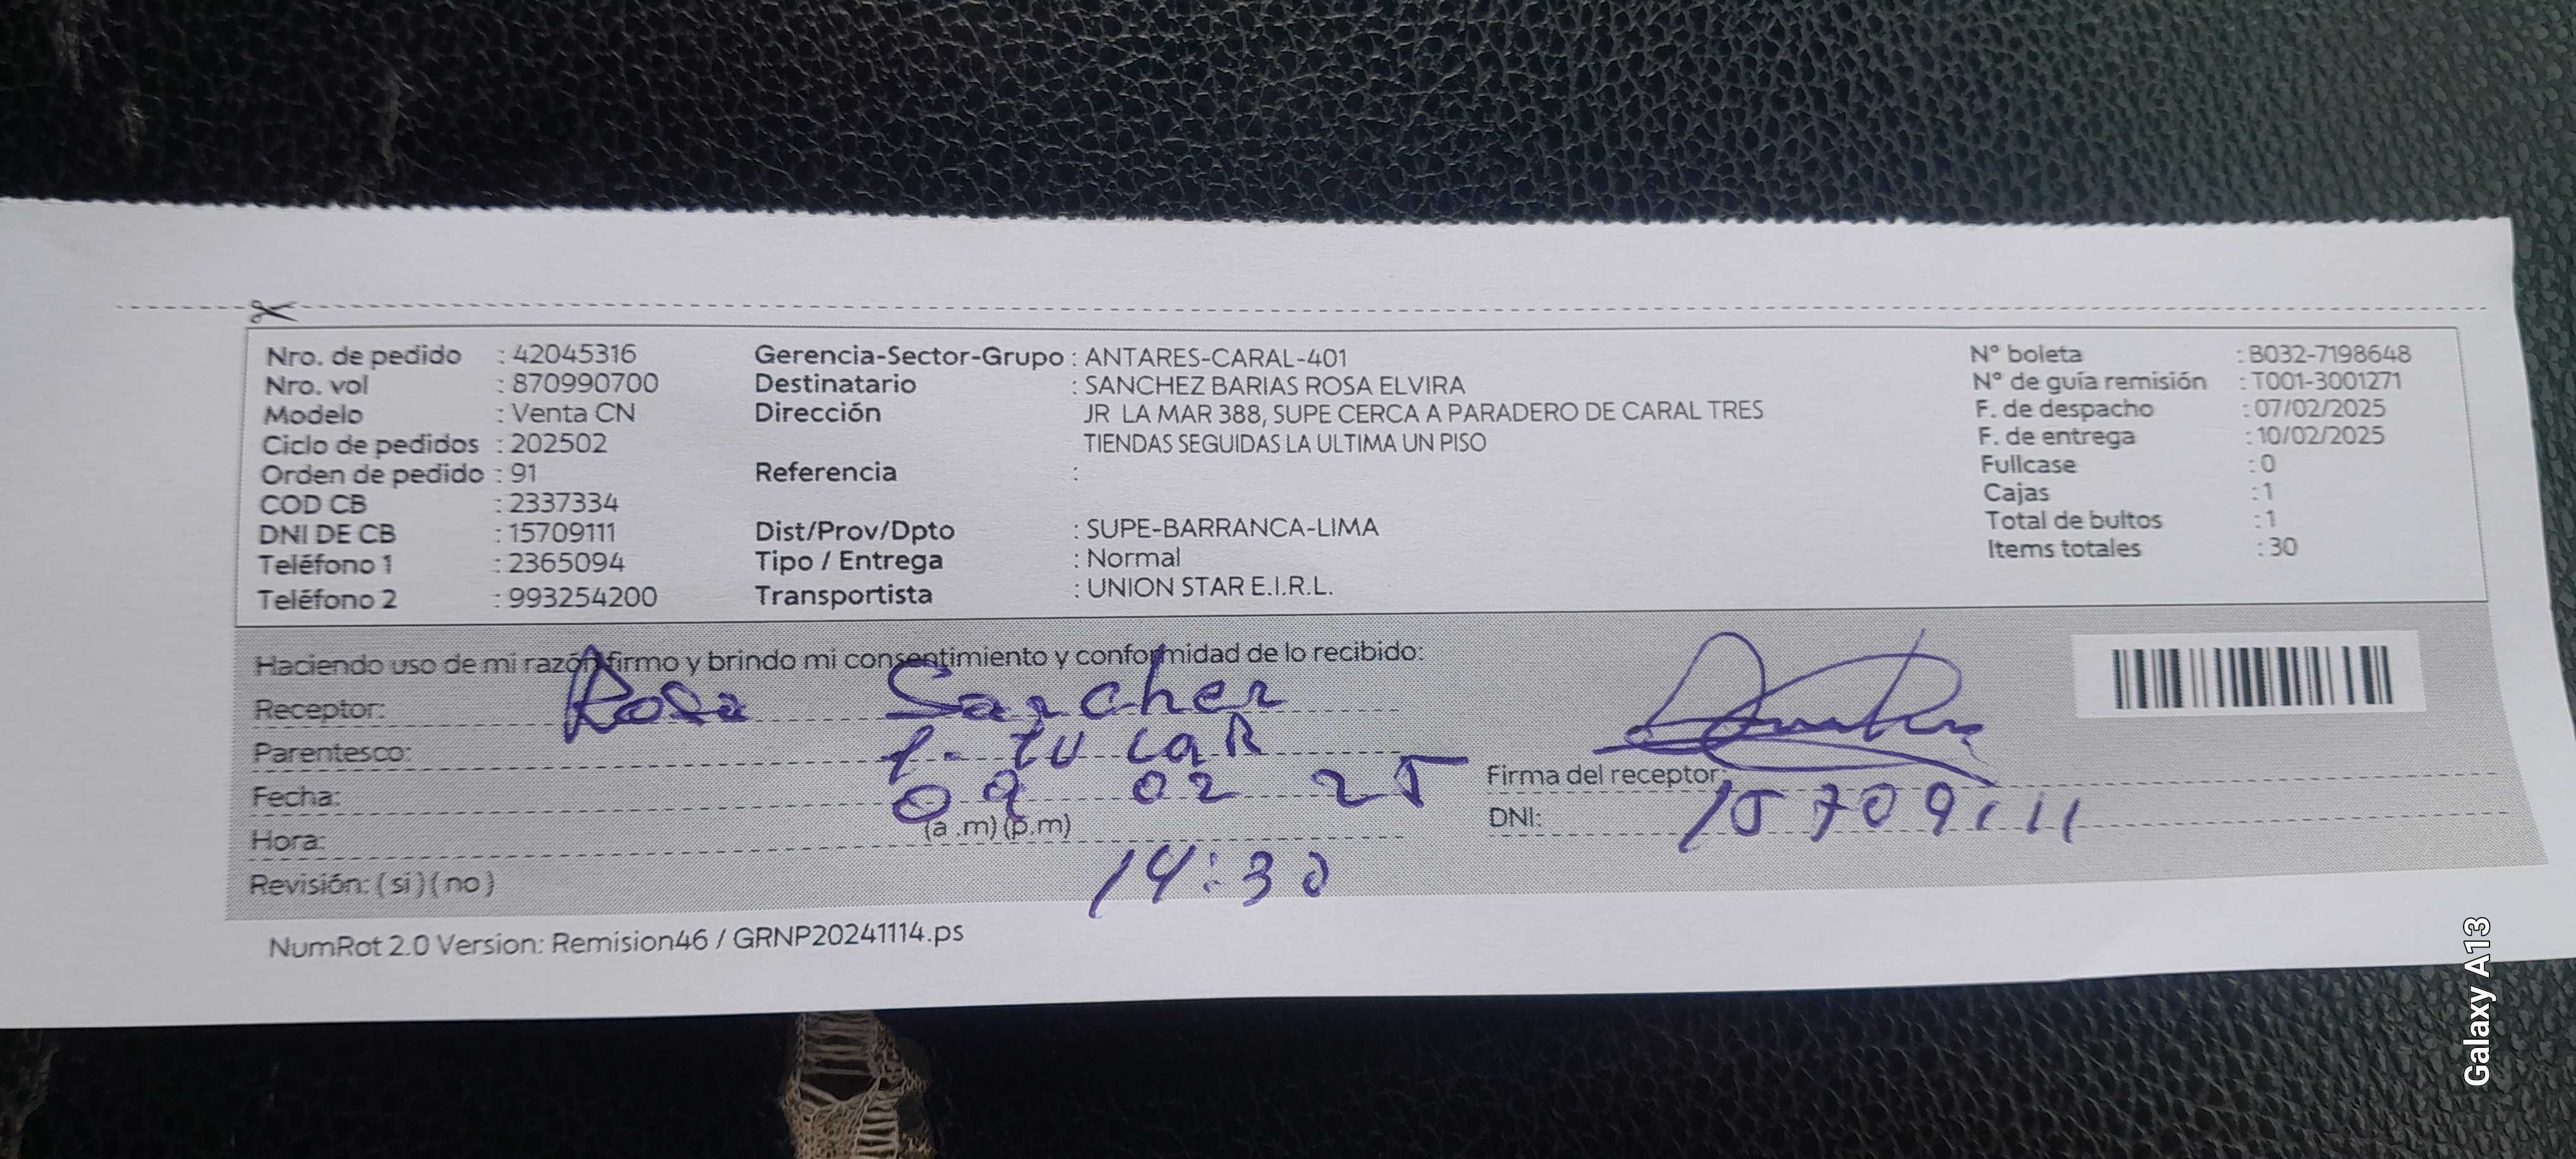 Nro. de pedido : 42045316
Nro. vol : 870990700
Modelo : Venta CN
Ciclo de pedidos : 202502
Orden de pedido : 91
COD CB : 2337334
DNI DE CB : 15709111
Teléfono 1 : 2365094
Teléfono 2 : 993254200
Gerencia-Sector-Grupo : ANTARES-CARAL-401
Destinatario : SANCHEZ BARIAS ROSA ELVIRA
Dirección JR LA MAR 388, SUPE CERCA A PARADERO DE CARAL TRES
TIENDAS SEGUIDAS LA ULTIMA UN PISO
Referencia :
Dist/Prov/Dpto : SUPE-BARRANCA-LIMA
Tipo / Entrega : Normal
Transportista : UNION STAR E.I.R.L.
N° boleta : B032-7198648
N° de guía remisión : T001-3001271
F. de despacho : 07/02/2025
F. de entrega : 10/02/2025
Fullcase : 0
Cajas : 1
Total de bultos : 1
Items totales : 30
Haciendo uso de mi razón firmo y brindo mi consentimiento y conformidad de lo recibido:
Receptor: Rosa Sanchez
Parentesco:
Fecha: 09 02 25
Hora: (a .m) (p.m)
14:30
Revisión: ( si ) ( no )
Firma del receptor:
DNI: 15709111
NumRot 2.0 Version: Remision46 / GRNP20241114.ps
Galaxy A13